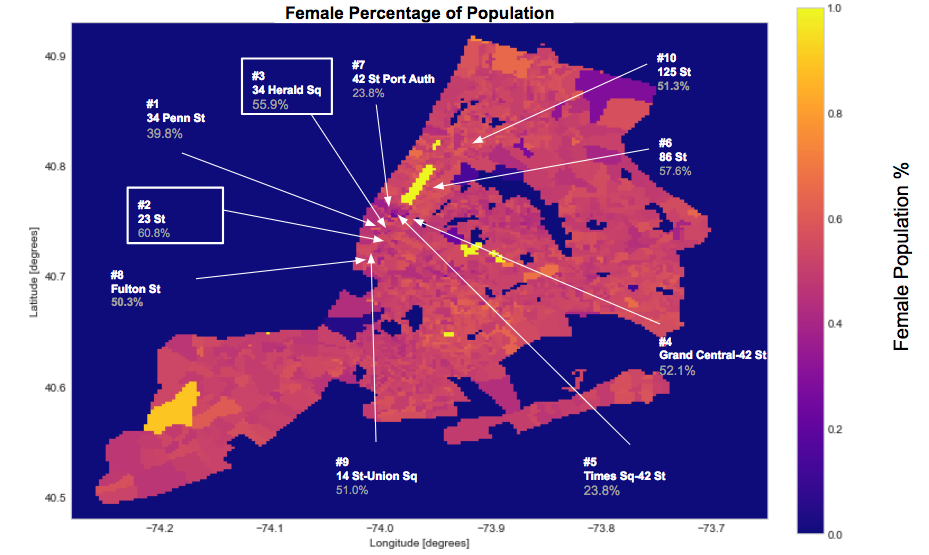 Female Percentage of Population
#1
34 Penn St
39.8%
#3
34 Herald Sq
55.9%
#7
42 St Port Auth
23.8%
#10
125 St
51.3%
#6
86 St
57.6%
#2
23 St
60.8%
#8
Fulton St
50.3%
#4
Grand Central-42 St
52.1%
#9
14 St-Union Sq
51.0%
#5
Times Sq-42 St
23.8%
40.9
40.8
40.7
40.6
40.5
Latitude [degrees]
−74.2
−74.1
−74.0
−73.9
−73.8
−73.7
Longitude [degrees]
1.0
0.8
0.6
0.4
0.2
0.0
Female Population %